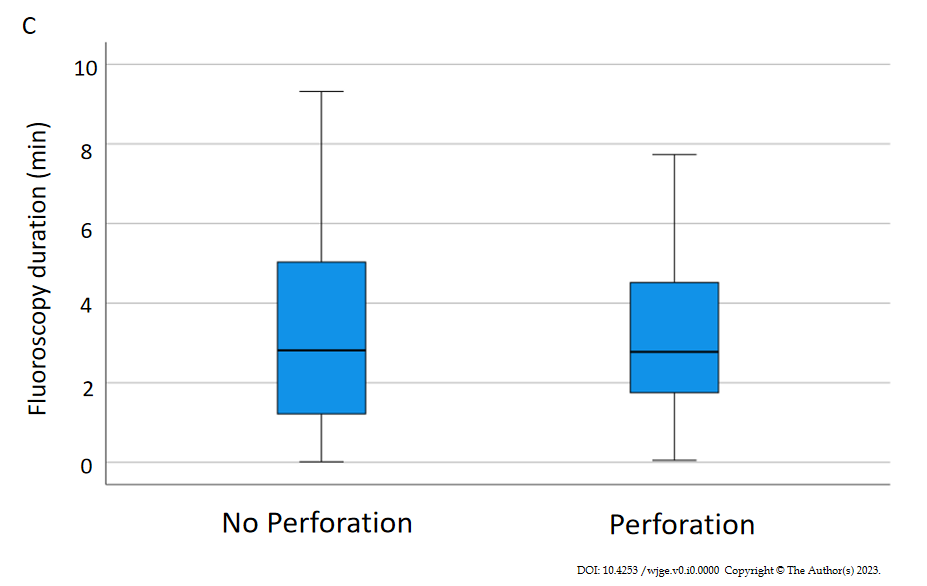 C
Fluoroscopy duration (min)
10
8
6
4
2
0
No Perforation
Perforation
DOI: 10.4253 /wjge.v0.i0.0000 Copyright © The Author(s) 2023.